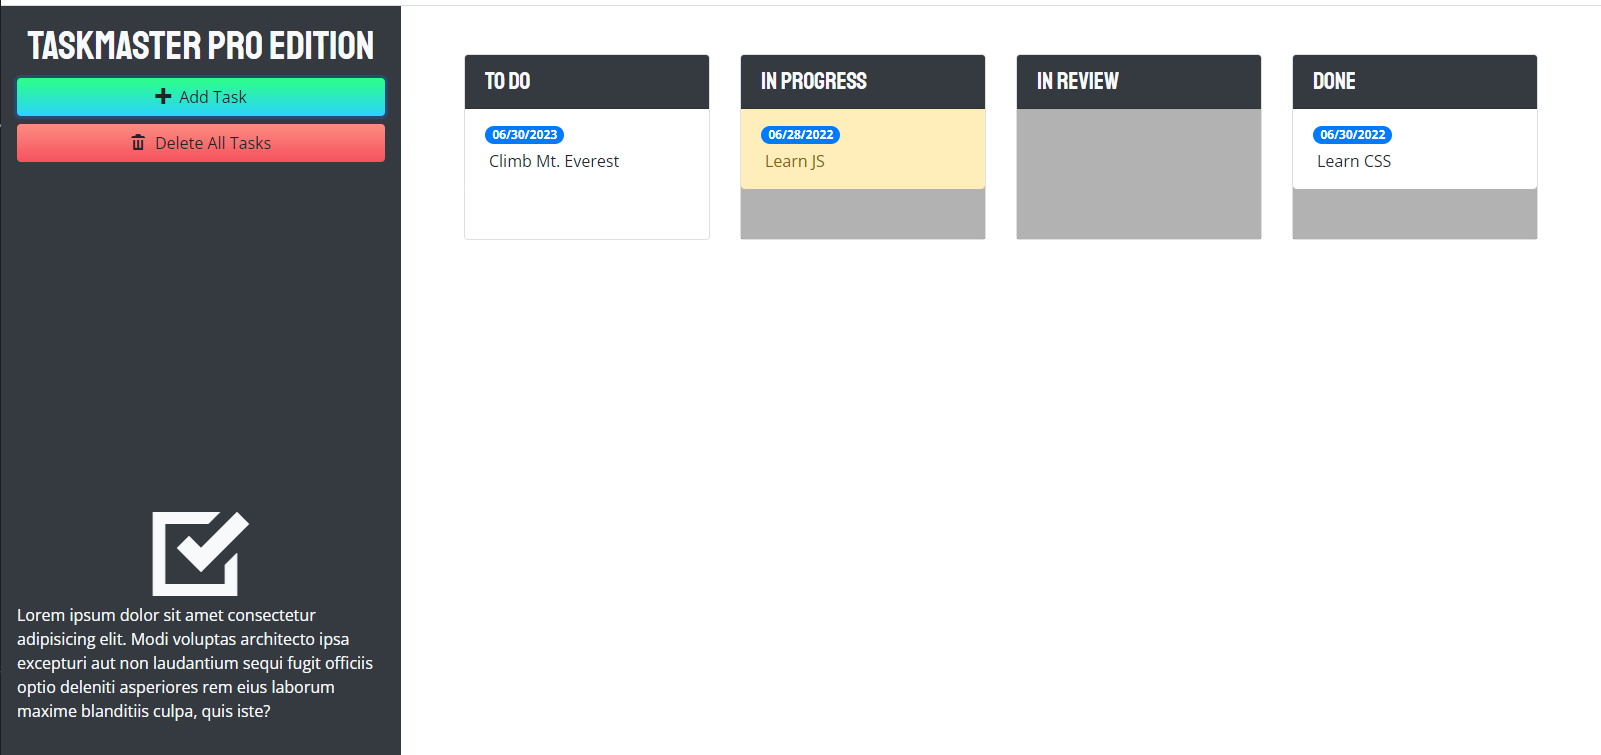 TASKMASTER PRO EDITION
Add Task
Delete All Tasks
Lorem ipsum dolor sit amet consectetur
adipisicing elit. Modi voluptas architecto ipsa
excepturi aut non laudantium sequi fugit officiis
optio deleniti asperiores rem eius laborum
maxime blanditiis culpa, quis iste?
TO DO
06/30/2023
Climb Mt. Everest
IN PROGRESS
06/28/2022
Learn JS
IN REVIEW
DONE
06/30/2022
Learn CSS